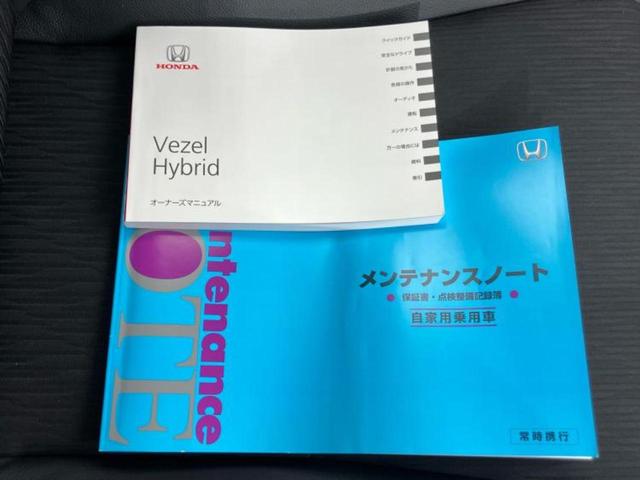 HONDA
Vezel
Hybrid
オーナーズマニュアル
クイックガイド
安全なドライブ
計器の見かた
各部の操作
オーディオ
運転
メンテナンス
万一の場合には
資料
索引
ntenance
OTE
メンテナンスノート
保証書・点検整備記録簿
自家用乗用車
常時携行